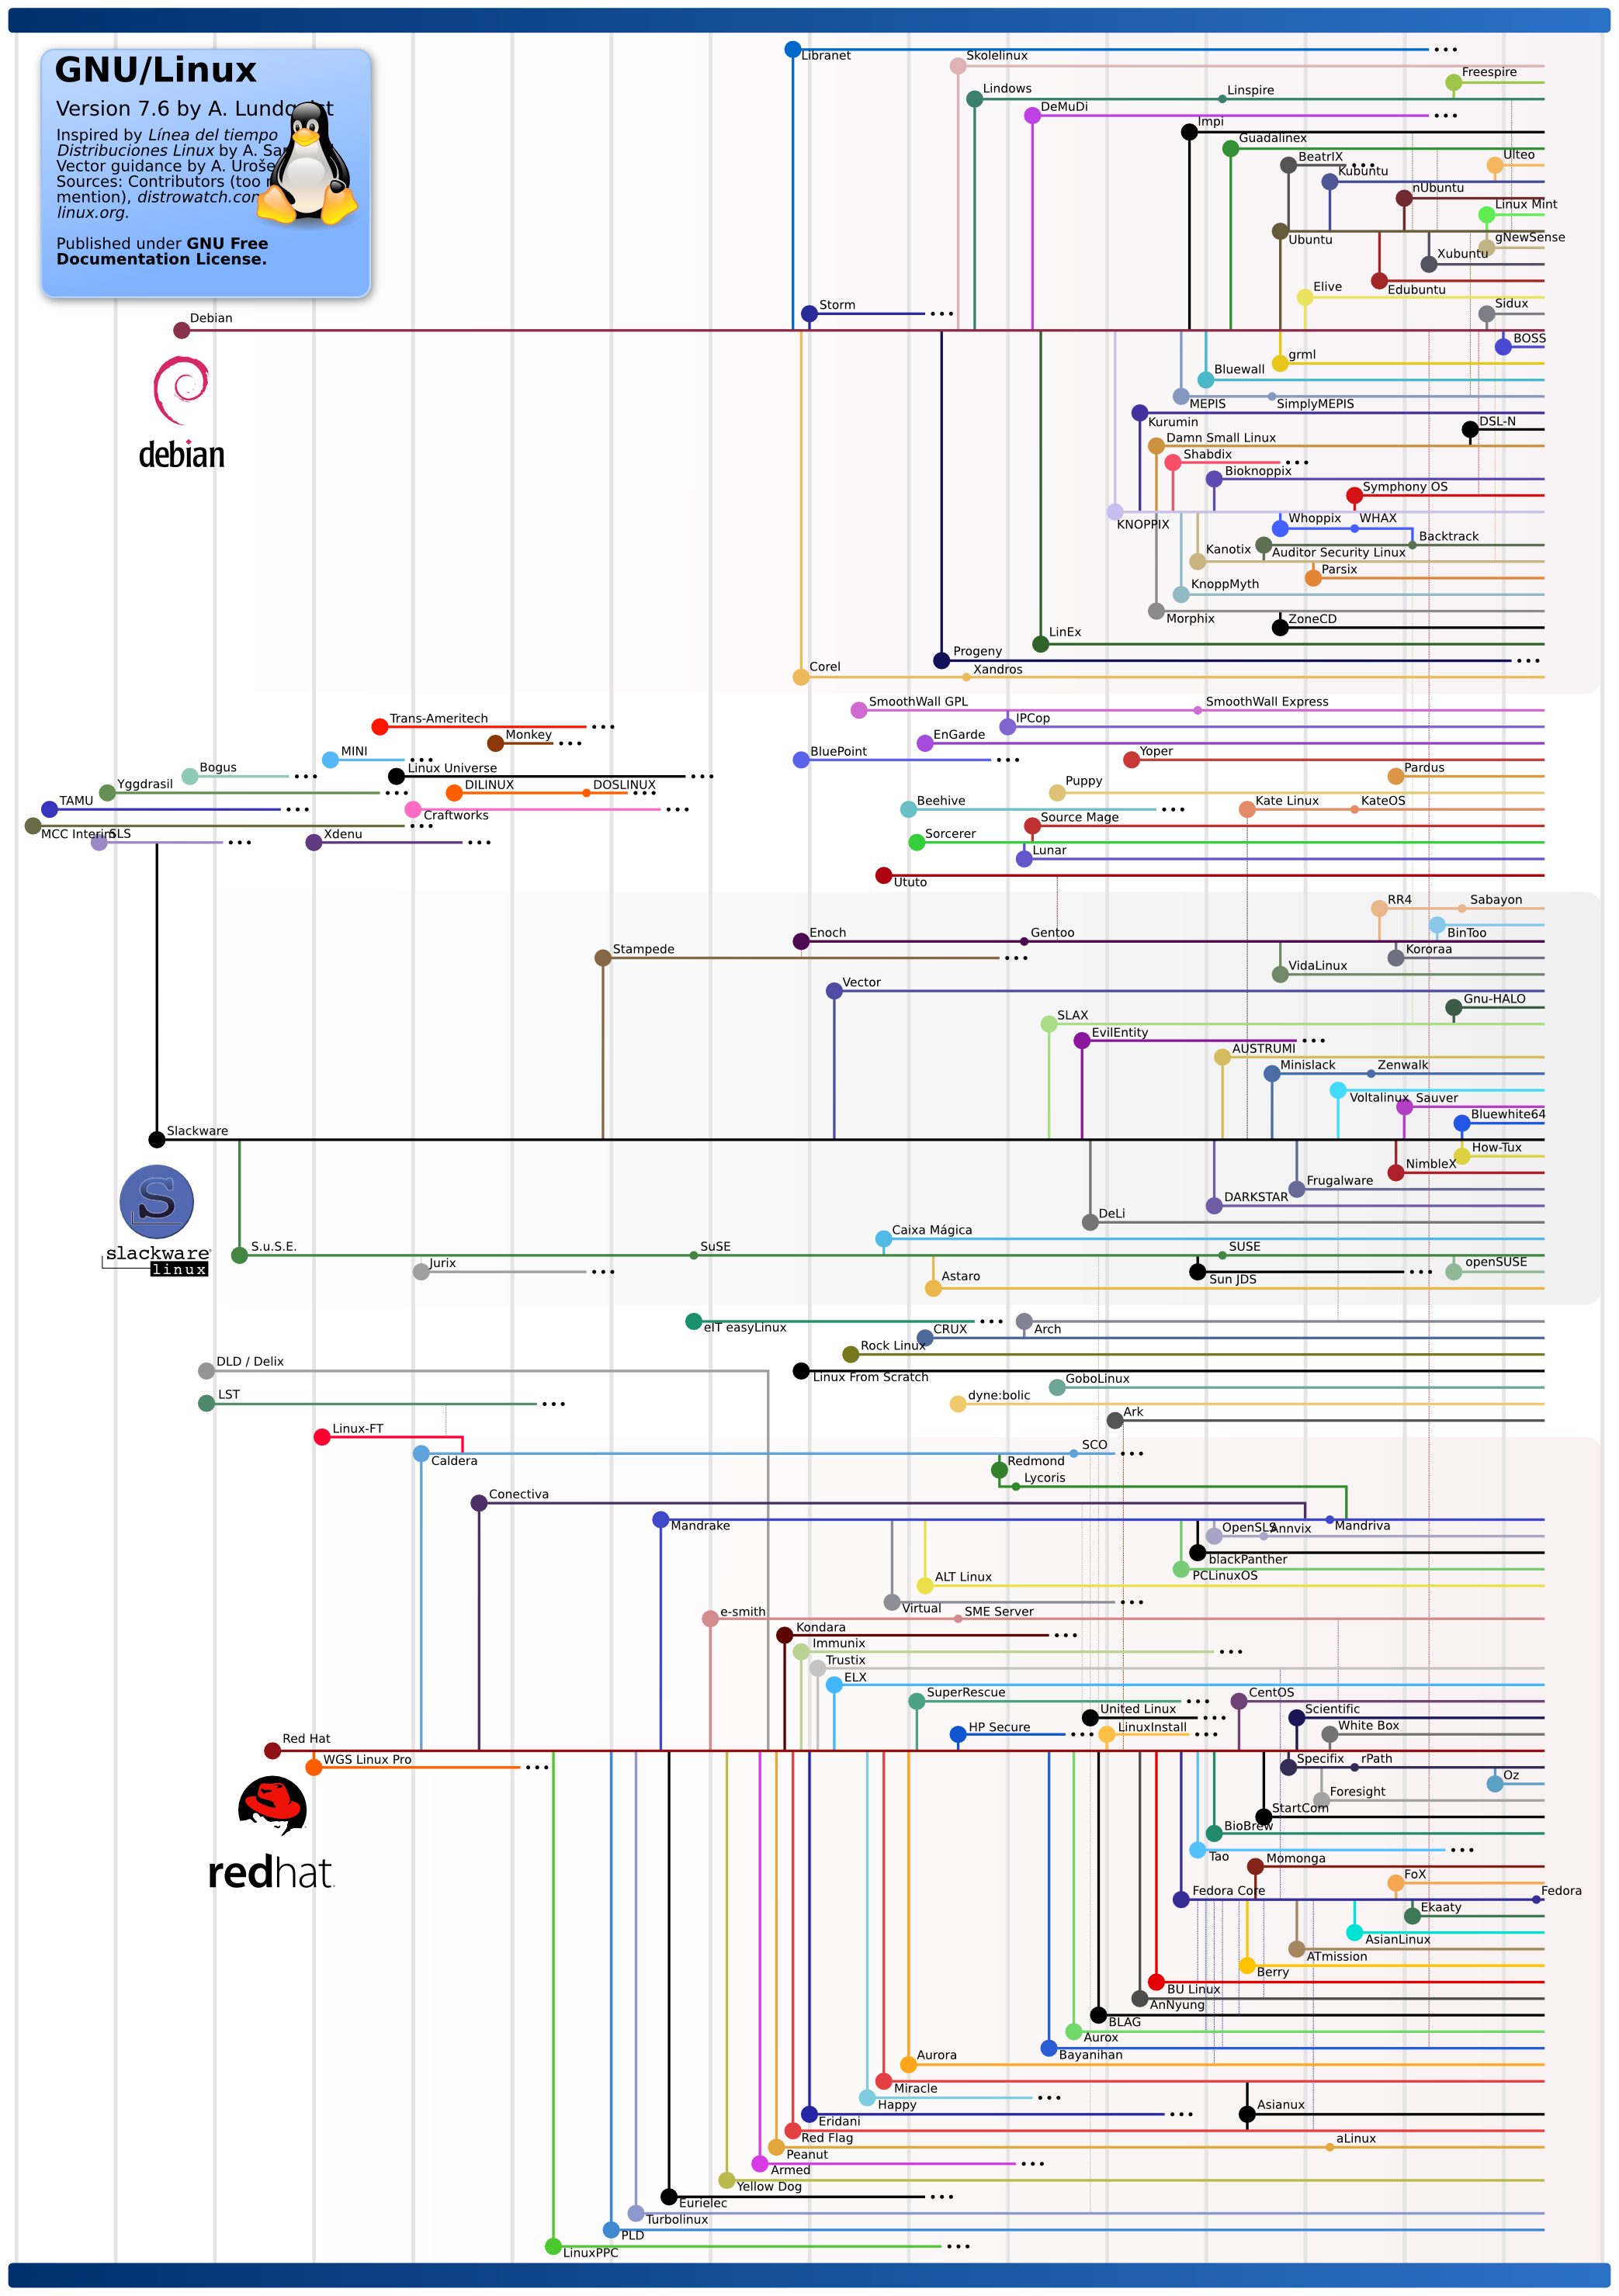 GNU/Linux
Version 7.6 by A. Lundqvist
Inspired by Línea del tiempo
Distribuciones Linux by A. Sa
Vector guidance by A. Uroše
Sources: Contributors (too
mention), distrowatch.co
linux.org.
Published under GNU Free
Documentation License.
Libranet
Skolelinux
Freespire
Lindows
Linspire
DeMuDi
Impi
Guadalinex
BeatrIX
Ulteo
Kubuntu
nUbuntu
Linux Mint
Ubuntu
gNewSense
Xubuntu
Edubuntu
Elive
Storm
Sidux
Debian
BOSS
grml
debian
Bluewall
MEPIS
SimplyMEPIS
Kurumin
DSL-N
Damn Small Linux
Shabdix
Bioknoppix
Symphony OS
KNOPPIX
Whoppix
WHAX
Backtrack
Kanotix
Auditor Security Linux
Parsix
KnoppMyth
Morphix
ZoneCD
LinEx
Progeny
Corel
Xandros
SmoothWall GPL
SmoothWall Express
Trans-Ameritech
IPCop
Monkey
EnGarde
MINI
BluePoint
Yoper
Bogus
Linux Universe
Pardus
Yggdrasil
DILINUX
DOSLINUX
Puppy
TAMU
Craftworks
Beehive
Kate Linux
KateOS
MCC Interim
SLS
Xdenu
Source Mage
Sorcerer
Lunar
Ututo
RR4
Sabayon
BinToo
Enoch
Gentoo
Stampede
Kororaa
VidaLinux
Vector
Gnu-HALO
SLAX
EvilEntity
AUSTRUMI
Minislack
Zenwalk
Voltalinux
Sauver
Bluewhite64
Slackware
How-Tux
NimbleX
Frugalware
DARKSTAR
DeLi
S
slackware
linux
Caixa Mágica
S.u.S.E.
SuSE
SUSE
Jurix
Sun JDS
openSUSE
Astaro
eIT easyLinux
Arch
CRUX
Rock Linux
DLD / Delix
Linux From Scratch
GoboLinux
LST
dyne:bolic
Ark
Linux-FT
Caldera
SCO
Redmond
Lycoris
Conectiva
Mandrake
Mandriva
OpenSLS
Annvix
blackPanther
PCLinuxOS
ALT Linux
Virtual
e-smith
SME Server
Kondara
Immunix
Trustix
ELX
SuperRescue
CentOS
United Linux
Scientific
HP Secure
LinuxInstall
White Box
Red Hat
WGS Linux Pro
Specifix
rPath
Oz
Foresight
StartCom
BioBrew
redhat
Tao
Momonga
FoX
Fedora Core
Fedora
Ekaaty
AsianLinux
ATmission
Berry
BU Linux
AnNyung
BLAG
Aurox
Bayanihan
Aurora
Miracle
Happy
Asianux
Eridani
Red Flag
aLinux
Peanut
Armed
Yellow Dog
Eurielec
Turbolinux
PLD
LinuxPPC